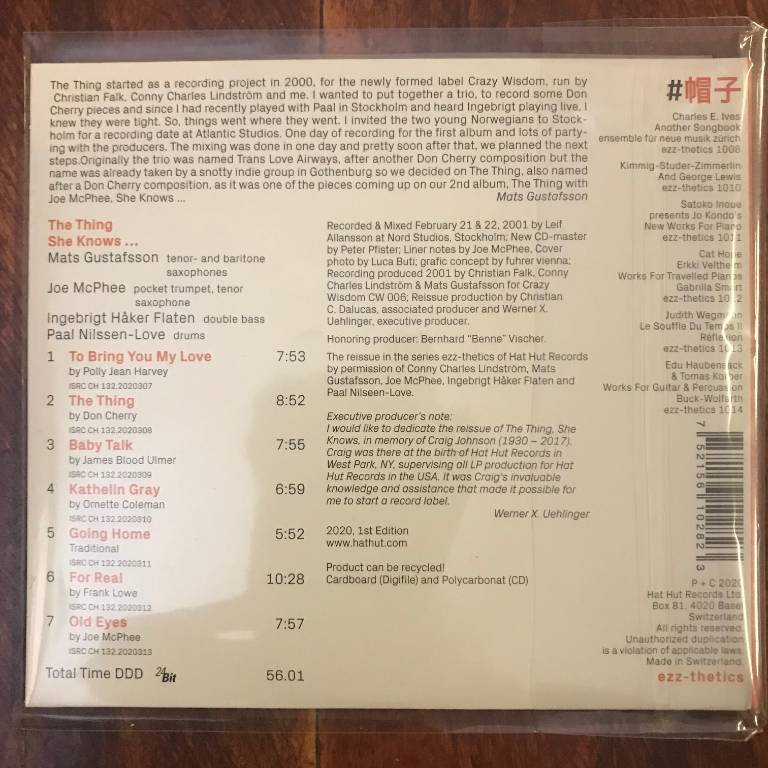 The Thing started as a recording project in 2000, for the newly formed label Crazy Wisdom, run by
Christian Falk, Conny Charles Lindström and me. I wanted to put together a trio, to record some Don
Cherry pieces and since I had recently played with Paal in Stockholm and heard Ingebrigt playing live, I
knew they were tight. So, things went where they went. I invited the two young Norwegians to Stock-
holm for a recording date at Atlantic Studios. One day of recording for the first album and lots of party-
ing with the producers. The mixing was done in one day and pretty soon after that, we planned the next
steps.Originally the trio was named Trans Love Airways, after another Don Cherry composition but the
name was already taken by a snotty indie group in Gothenburg so we decided on The Thing, also named
after a Don Cherry composition, as it was one of the pieces coming up on our 2nd album, The Thing with
Joe McPhee, She Knows ...
Mats Gustafsson
The Thing
She Knows ...
Mats Gustafsson tenor- and baritone
saxophones
Joe McPhee pocket trumpet, tenor
saxophone
Ingebrigt Håker Flaten double bass
Paal Nilssen-Love drums
1 To Bring You My Love 7:53
by Polly Jean Harvey
ISRC CH 132.2020307
2 The Thing 8:52
by Don Cherry
ISRC CH 132.2020308
3 Baby Talk 7:55
by James Blood Ulmer
ISRC CH 132.2020309
4 Kathelin Gray 6:59
by Ornette Coleman
ISRC CH 132.2020310
5 Going Home 5:52
Traditional
ISRC CH 132.2020311
6 For Real 10:28
by Frank Lowe
ISRC CH 132.2020312
7 Old Eyes 7:57
by Joe McPhee
ISRC CH 132.2020313
Total Time DDD 24Bit 56.01
Recorded & Mixed February 21 & 22, 2001 by Leif
Allansson at Nord Studios, Stockholm; New CD-master
by Peter Pfister; Liner notes by Joe McPhee, Cover
photo by Luca Buti; grafic concept by fuhrer vienna;
Recording produced 2001 by Christian Falk, Conny
Charles Lindström & Mats Gustafsson for Crazy
Wisdom CW 006; Reissue production by Christian
C. Dalucas, associated producer and Werner X.
Uehlinger, executive producer.
Honoring producer: Bernhard "Benne" Vischer.
The reissue in the series ezz-thetics of Hat Hut Records
by permission of Conny Charles Lindström, Mats
Gustafsson, Joe McPhee, Ingebrigt Håker Flaten and
Paal Nilseen-Love.
Executive producer's note:
I would like to dedicate the reissue of The Thing, She
Knows, in memory of Craig Johnson (1930 – 2017).
Craig was there at the birth of Hat Hut Records in
West Park, NY, supervising all LP production for Hat
Hut Records in the USA. It was Craig's invaluable
knowledge and assistance that made it possible for
me to start a record label.
Werner X. Uehlinger
2020, 1st Edition
www.hathut.com
Product can be recycled!
Cardboard (Digifile) and Polycarbonat (CD)
#帽子
Charles E. Ives
Another Songbook
ensemble für neue musik zürich
ezz-thetics 1008
Kimmig-Studer-Zimmerlin
And George Lewis
ezz-thetics 1010
Satoko Inoue
presents Jo Kondo's
New Works For Piano
ezz-thetics 1011
Cat Hope
Erkki Veltheim
Works For Travelled Pianos
Gabrilla Smart
ezz-thetics 1012
Judith Wegmann
Le Souffle Du Temps II
Réflexion
ezz-thetics 1013
Edu Haubensack
& Tomas Korber
Works For Guitar & Percussion
Buck-Wolfarth
ezz-thetics 1014
7 52156 10282 3
P + C 2020
Hat Hut Records Ltd.
Box 81, 4020 Basel
Switzerland
All rights reserved.
Unauthorized duplication
is a violation of applicable laws.
Made in Switzerland.
ezz-thetics